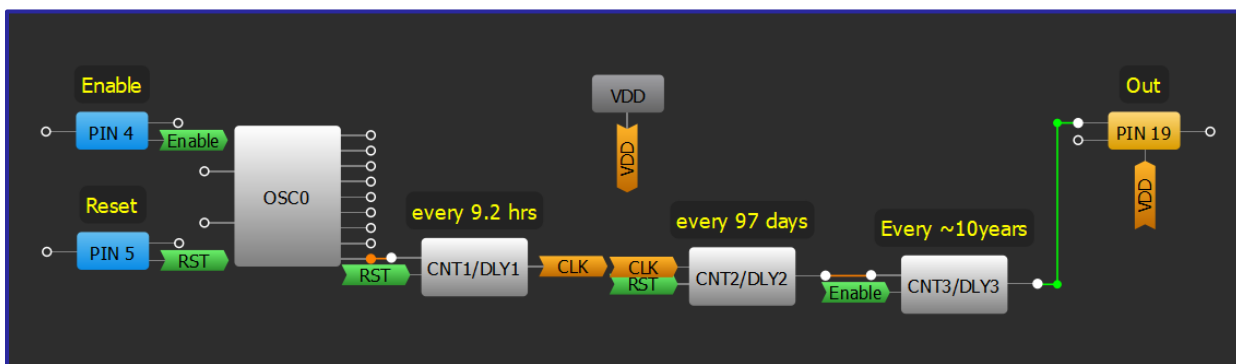 Enable
PIN 4
Enable
Reset
PIN 5
RST
OSC0
RST
every 9.2 hrs
CNT1/DLY1
CLK
VDD
VDD
CLK
RST
every 97 days
CNT2/DLY2
Enable
Every ~10years
CNT3/DLY3
Out
PIN 19
VDD